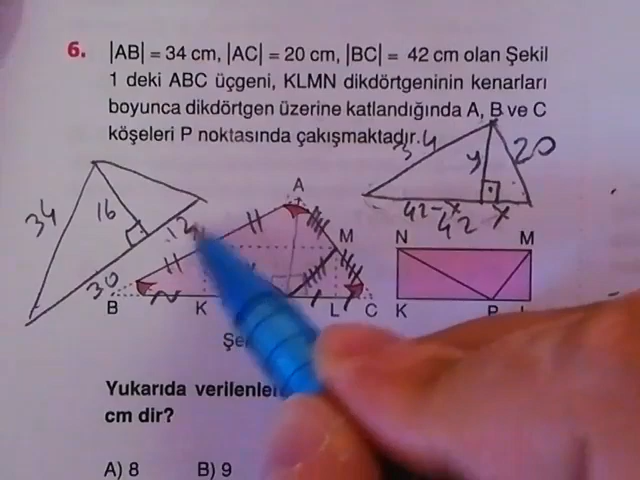 6. |AB| = 34 cm, |AC| = 20 cm, |BC| = 42 cm olan Şekil
1 deki ABC üçgeni, KLMN dikdörtgeninin kenarları
boyunca dikdörtgen üzerine katlandığında A, B ve C
köşeleri P noktasında çakışmaktadır.
34
y
20
42-x
x
42
34
16
12
30
A
M
B
K
L
C
N
M
K
P
Yukarıda
cm dir?
A) 8 B) 9